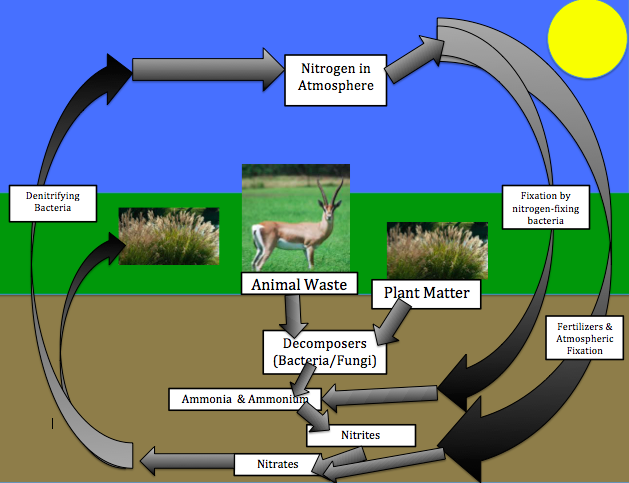 Nitrogen in
Atmosphere
Denitrifying
Bacteria
Fixation by
nitrogen-fixing
bacteria
Animal Waste
Plant Matter
Fertilizers &
Atmospheric
Fixation
Decomposers
(Bacteria/Fungi)
Ammonia & Ammonium
Nitrites
Nitrates